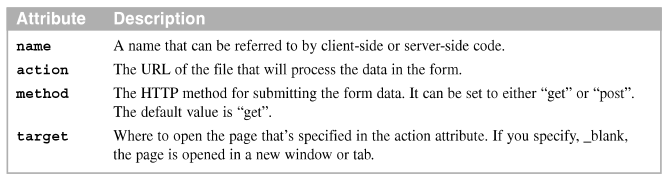 Attribute Description
name A name that can be referred to by client-side or server-side code.
action The URL of the file that will process the data in the form.
method The HTTP method for submitting the form data. It can be set to either “get” or “post”.
The default value is “get”.
target Where to open the page that’s specified in the action attribute. If you specify, _blank,
the page is opened in a new window or tab.